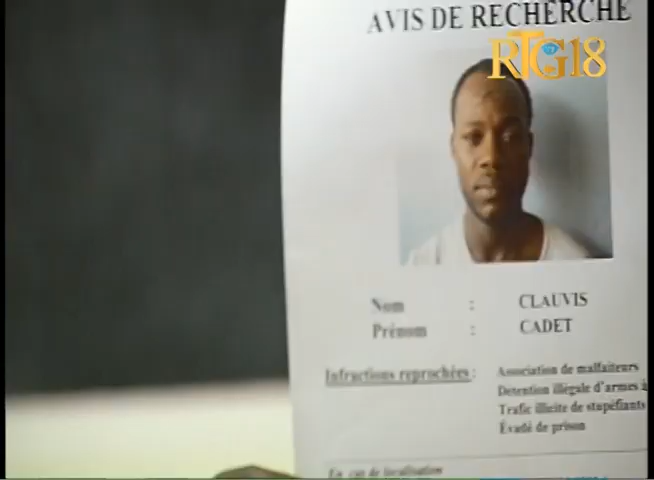 AVIS DE RECHERCHE
RTG18
Nom : CLAUVIS
Prénom : CADET
Infractions reprochées : Association de malfaiteurs
Détention illégale d'armes à
Trafic illicite de stupéfiants
Évadé de prison
En cas de localisation